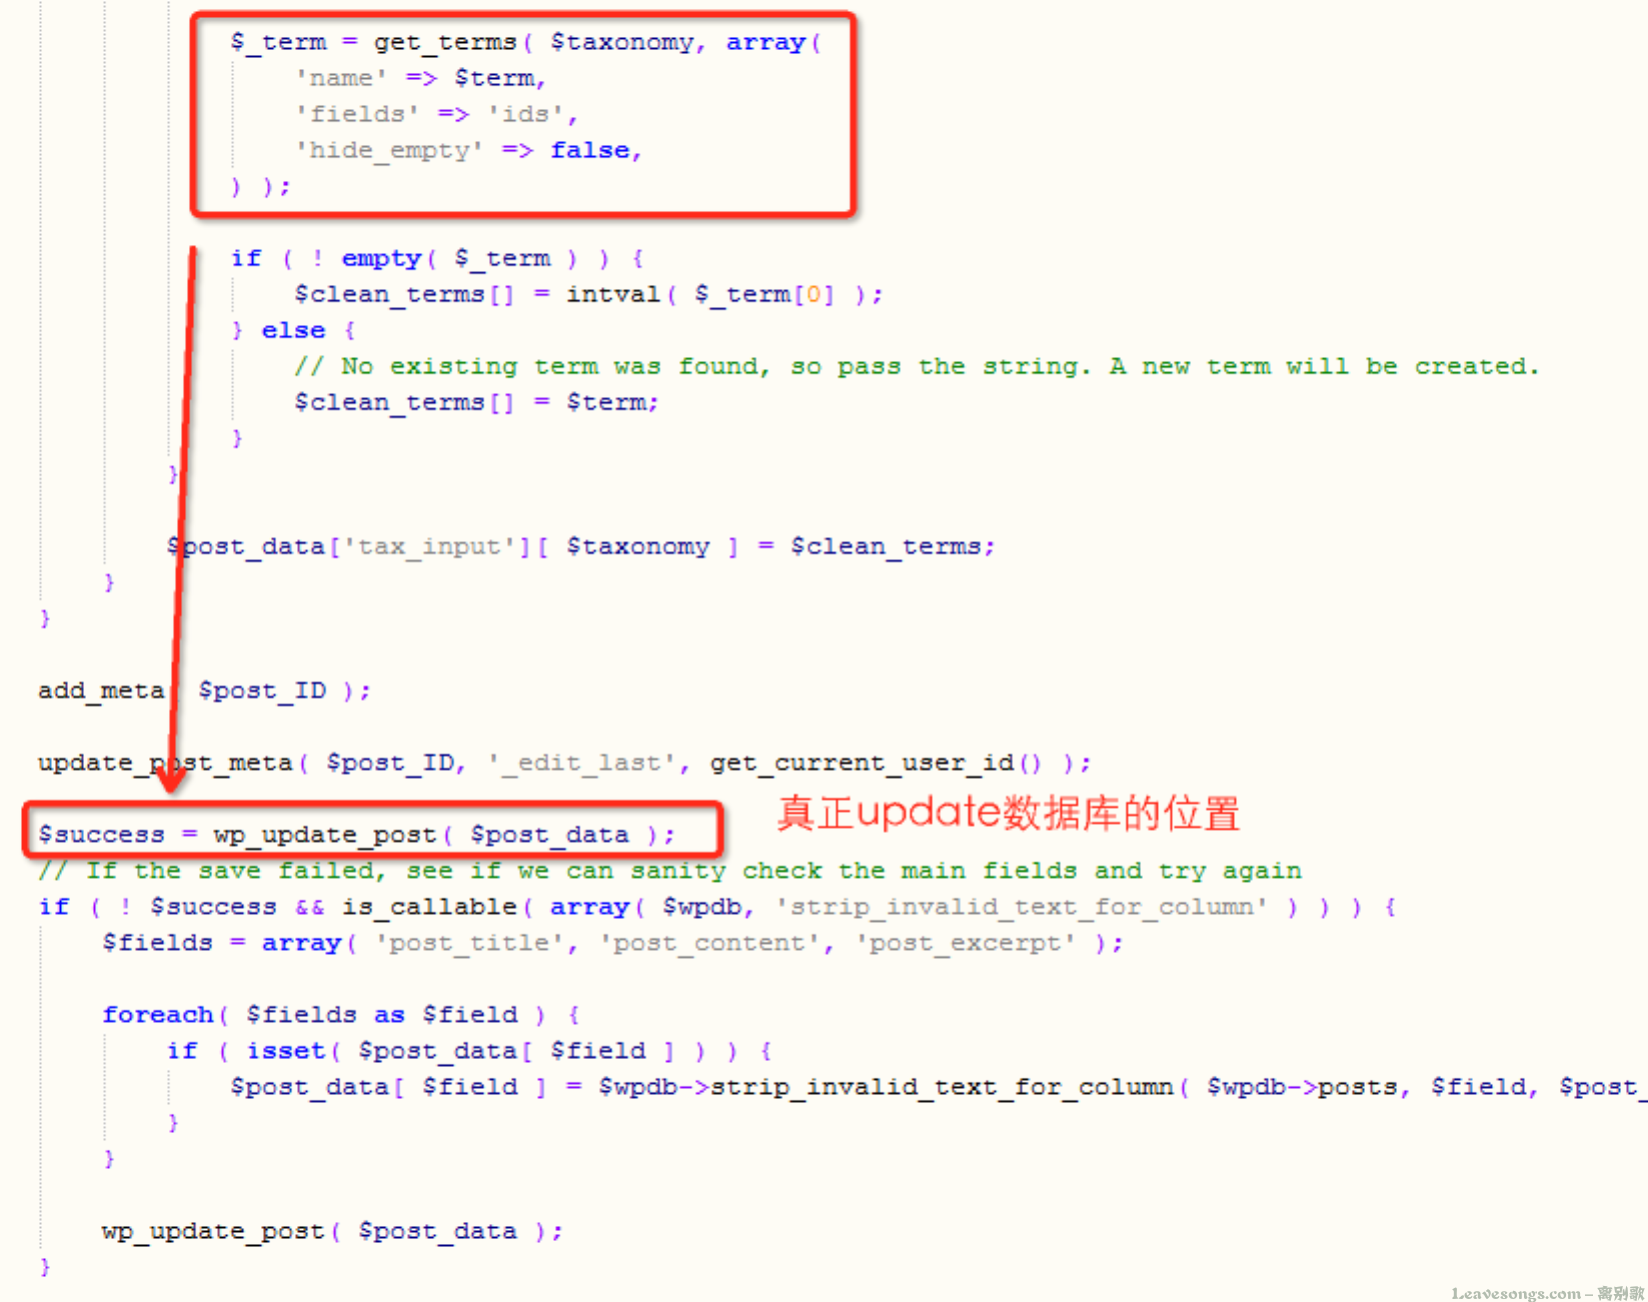 $_term = get_terms( $taxonomy, array(
'name' => $term,
'fields' => 'ids',
'hide_empty' => false,
) );
if ( ! empty( $_term ) ) {
$clean_terms[] = intval( $_term[0] );
} else {
// No existing term was found, so pass the string. A new term will be created.
$clean_terms[] = $term;
}
}
$post_data['tax_input'][ $taxonomy ] = $clean_terms;
}
}
add_meta( $post_ID );
update_post_meta( $post_ID, '_edit_last', get_current_user_id() );
真正update数据库的位置
$success = wp_update_post( $post_data );
// If the save failed, see if we can sanity check the main fields and try again
if ( ! $success && is_callable( array( $wpdb, 'strip_invalid_text_for_column' ) ) ) {
$fields = array( 'post_title', 'post_content', 'post_excerpt' );
foreach( $fields as $field ) {
if ( isset( $post_data[ $field ] ) ) {
$post_data[ $field ] = $wpdb->strip_invalid_text_for_column( $wpdb->posts, $field, $post_
}
}
wp_update_post( $post_data );
}
Leavesongs.com - 离别歌